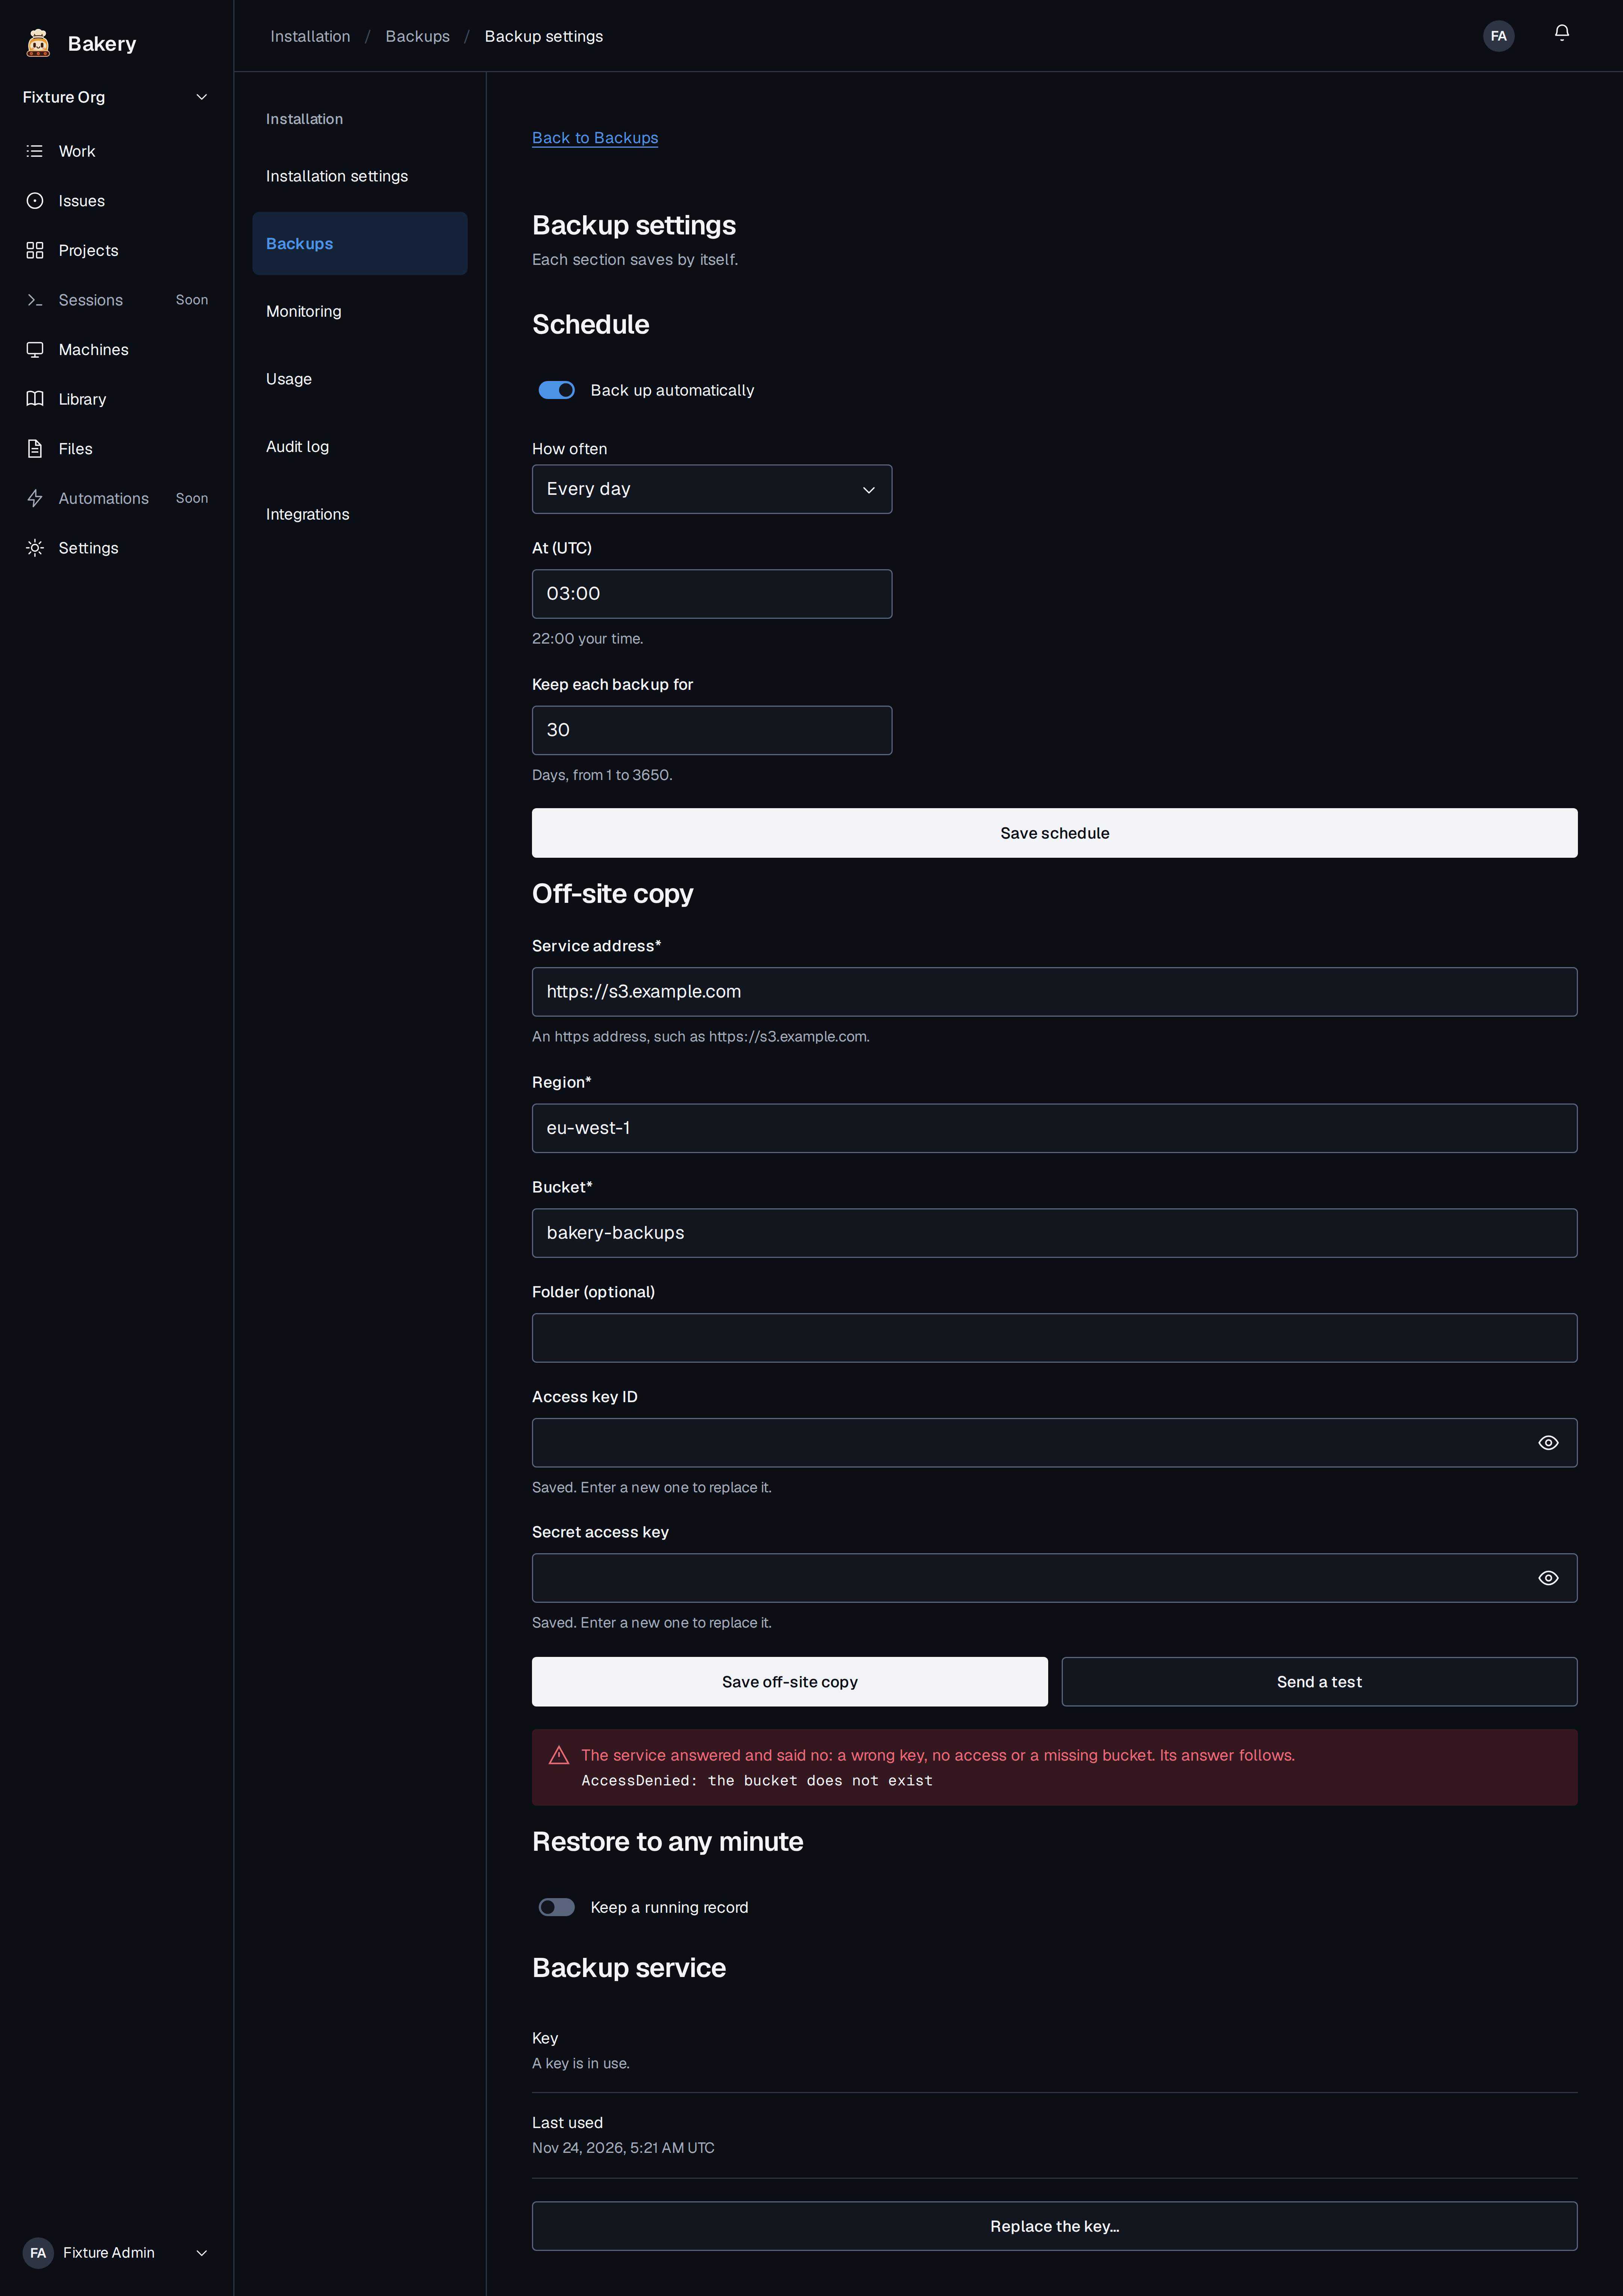 Bakery
Fixture Org
Work
Issues
Projects
Sessions Soon
Machines
Library
Files
Automations Soon
Settings
FA Fixture Admin
Installation / Backups / Backup settings
FA
Installation
Installation settings
Backups
Monitoring
Usage
Audit log
Integrations
Back to Backups
Backup settings
Each section saves by itself.
Schedule
Back up automatically
How often
Every day
At (UTC)
03:00
22:00 your time.
Keep each backup for
30
Days, from 1 to 3650.
Save schedule
Off-site copy
Service address*
https://s3.example.com
An https address, such as https://s3.example.com.
Region*
eu-west-1
Bucket*
bakery-backups
Folder (optional)
Access key ID
Saved. Enter a new one to replace it.
Secret access key
Saved. Enter a new one to replace it.
Save off-site copy
Send a test
The service answered and said no: a wrong key, no access or a missing bucket. Its answer follows.
AccessDenied: the bucket does not exist
Restore to any minute
Keep a running record
Backup service
Key
A key is in use.
Last used
Nov 24, 2026, 5:21 AM UTC
Replace the key…